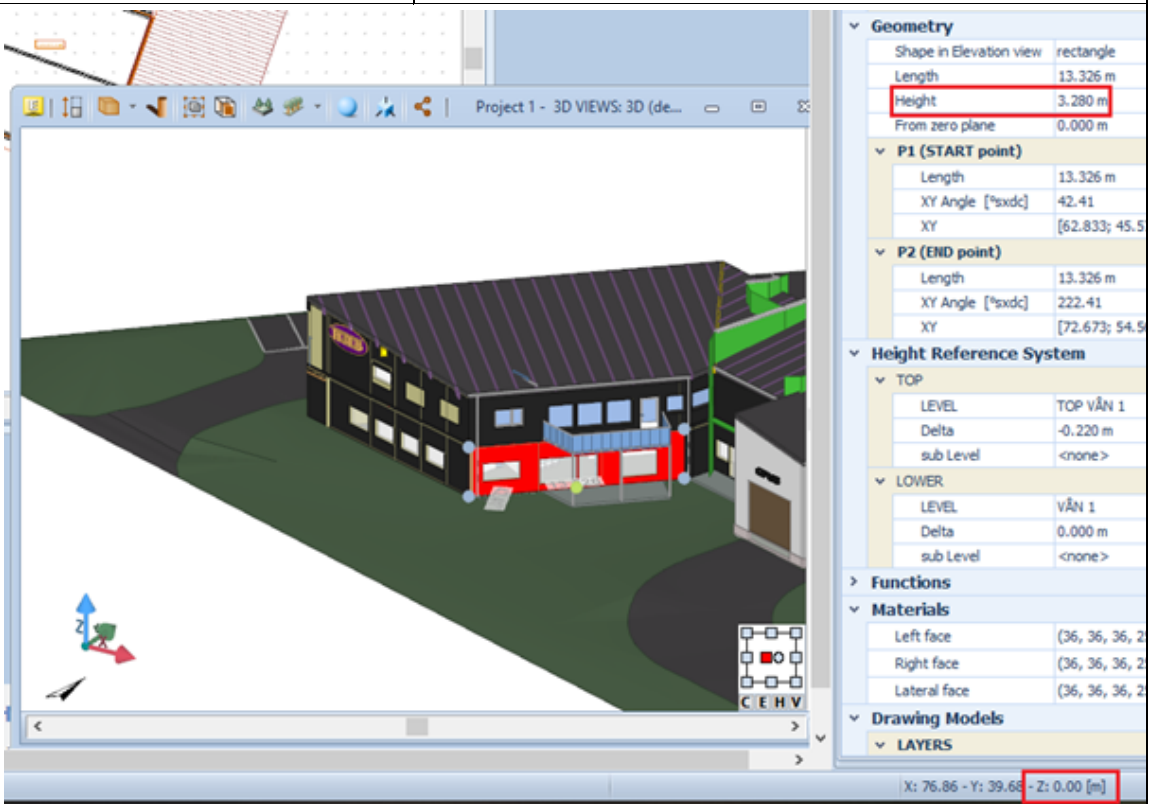 Geometry
Shape in Elevation view rectangle
Length 13.326 m
Height 3.280 m
From zero plane 0.000 m
P1 (START point)
Length 13.326 m
XY Angle [°sxdc] 42.41
XY [62.833; 45.5
P2 (END point)
Length 13.326 m
XY Angle [°sxdc] 222.41
XY [72.673; 54.5
Height Reference System
TOP
LEVEL TOP VÂN 1
Delta -0.220 m
sub Level <none>
LOWER
LEVEL VÂN 1
Delta 0.000 m
sub Level <none>
Functions
Materials
Left face (36, 36, 36, 2
Right face (36, 36, 36, 2
Lateral face (36, 36, 36, 2
Drawing Models
LAYERS
Project 1 - 3D VIEWS: 3D (de...
Z
X
C E H V
X: 76.86 - Y: 39.68 - Z: 0.00 [m]